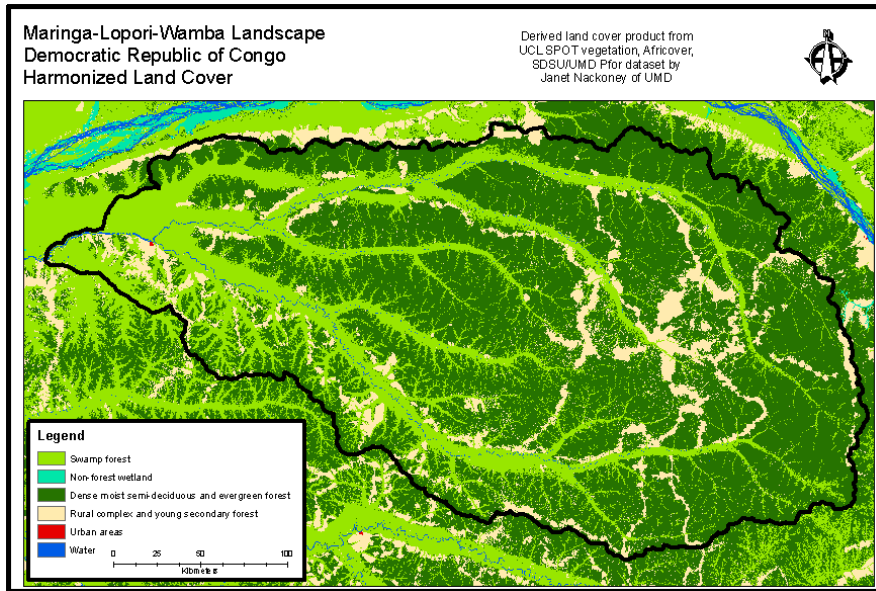 Maringa-Lopori-Wamba Landscape
Democratic Republic of Congo
Harmonized Land Cover
Derived land cover product from
UCL SPOT vegetation, Africover,
SDSU/UMD Pfor dataset by
Janet Nackoney of UMD
Legend
Swamp forest
Non-forest wetland
Dense moist semi-deciduous and evergreen forest
Rural complex and young secondary forest
Urban areas
Water
0 25 50 100
Kilometers